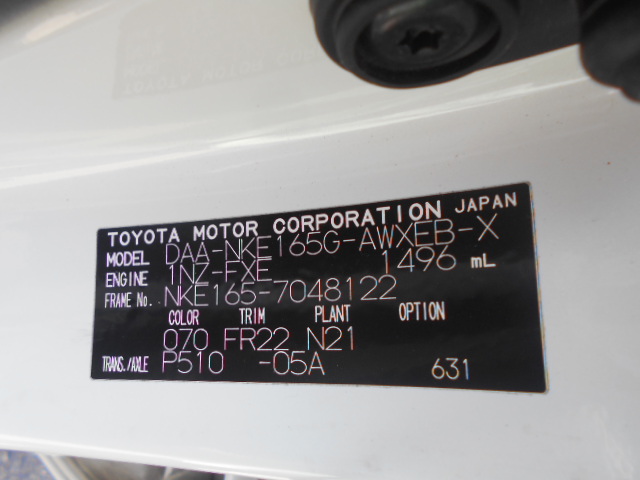 TOYOTA MOTOR CORPORATION JAPAN
MODEL DAA-NKE165G-AWXEB-X
ENGINE 1NZ-FXE 1496 mL
FRAME No. NKE165-7048122
COLOR TRIM PLANT OPTION
070 FR22 N21
TRANS./AXLE P510 -05A 631